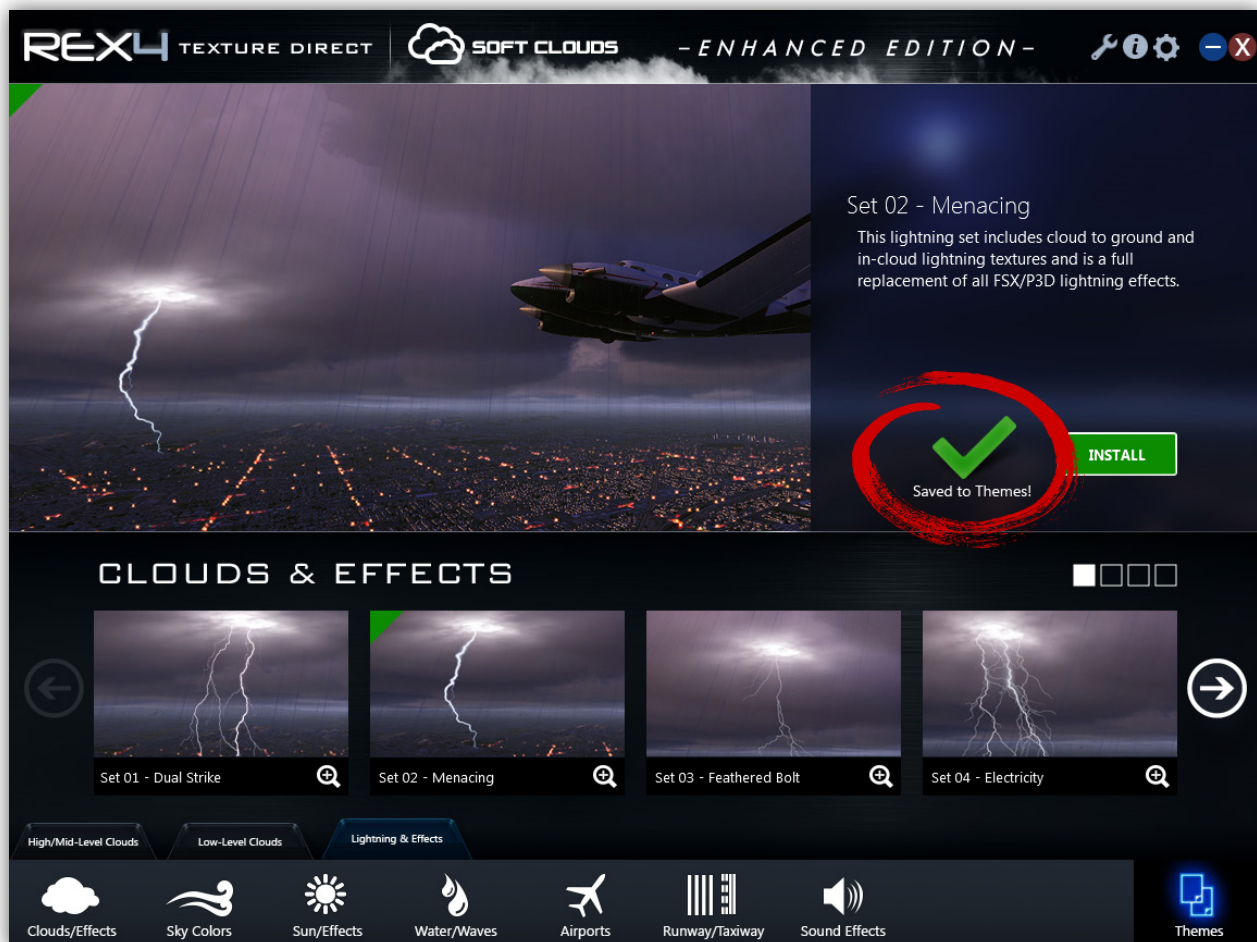 REX4 TEXTURE DIRECT SOFT CLOUDS -ENHANCED EDITION-
Set 02 - Menacing
This lightning set includes cloud to ground and
in-cloud lightning textures and is a full
replacement of all FSX/P3D lightning effects.
INSTALL
Saved to Themes!
CLOUDS & EFFECTS
Set 01 - Dual Strike
Set 02 - Menacing
Set 03 - Feathered Bolt
Set 04 - Electricity
High/Mid-Level Clouds
Low-Level Clouds
Lightning & Effects
Clouds/Effects
Sky Colors
Sun/Effects
Water/Waves
Airports
Runway/Taxiway
Sound Effects
Themes